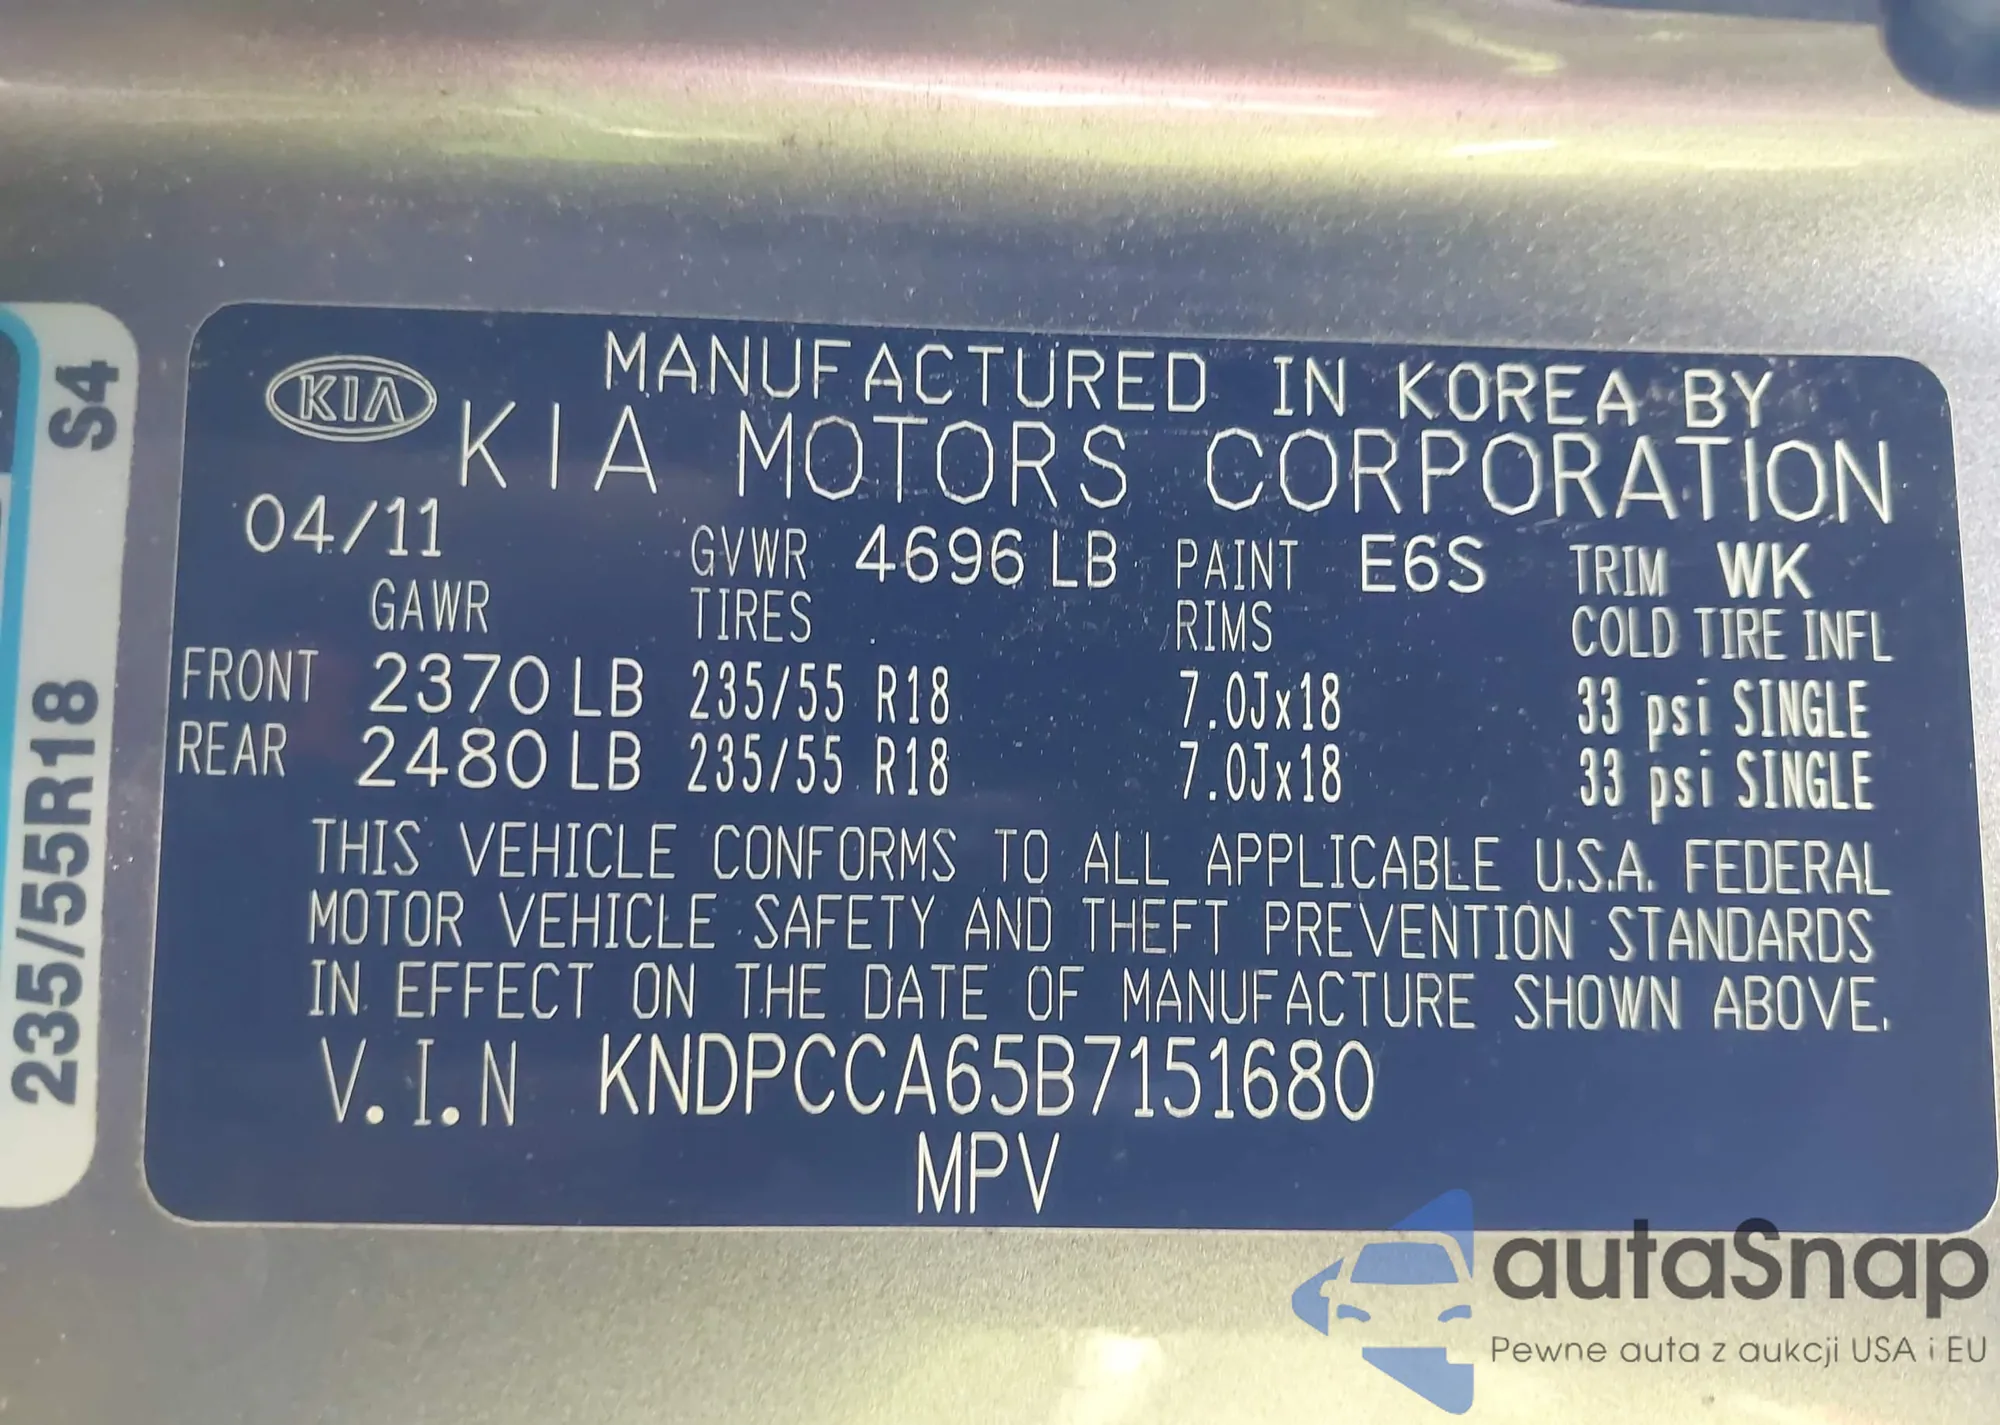 KIA
MANUFACTURED IN KOREA BY
KIA MOTORS CORPORATION
04/11 GVWR 4696 LB PAINT E6S TRIM WK
GAWR TIRES RIMS COLD TIRE INFL
FRONT 2370 LB 235/55 R18 7.0Jx18 33 psi SINGLE
REAR 2480 LB 235/55 R18 7.0Jx18 33 psi SINGLE
THIS VEHICLE CONFORMS TO ALL APPLICABLE U.S.A. FEDERAL
MOTOR VEHICLE SAFETY AND THEFT PREVENTION STANDARDS
IN EFFECT ON THE DATE OF MANUFACTURE SHOWN ABOVE.
V.I.N KNDPCCA65B7151680
MPV
235/55R18 S4
autaSnap
Pewne auta z aukcji USA i EU